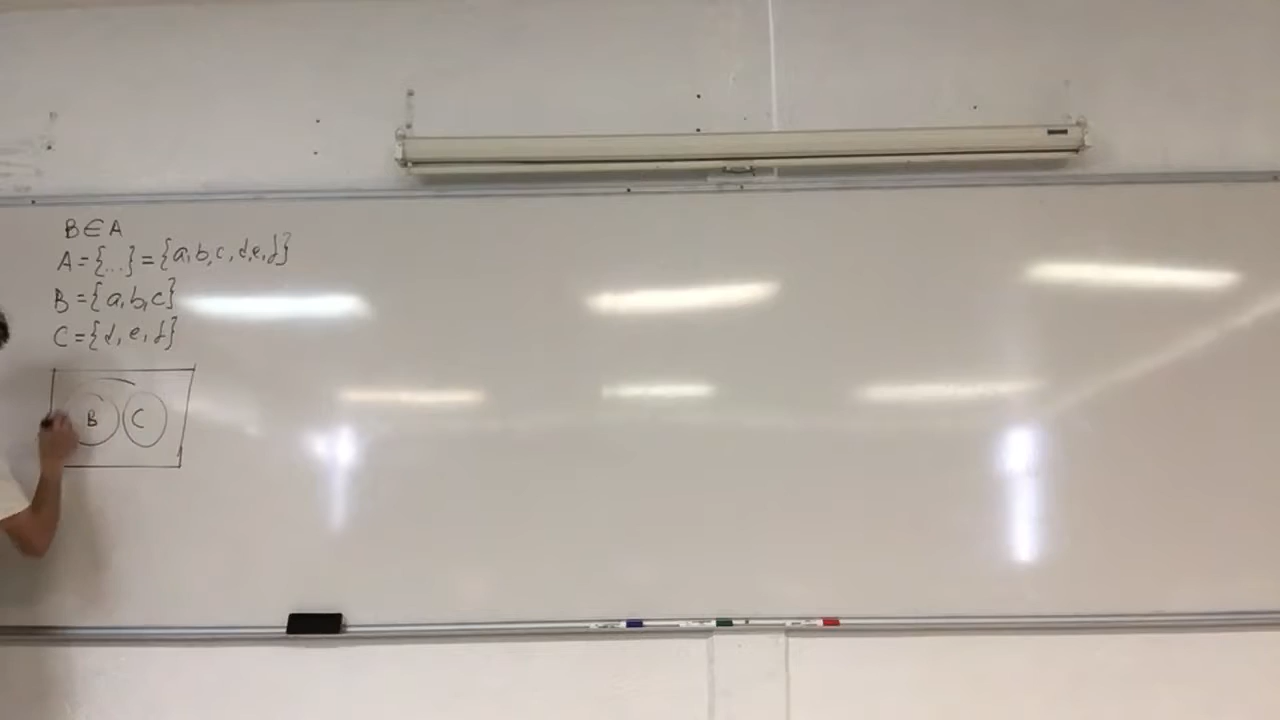 B∈A
A={...}={a,b,c,d,e,f}
B={a,b,c}
C={d,e,f}
B C